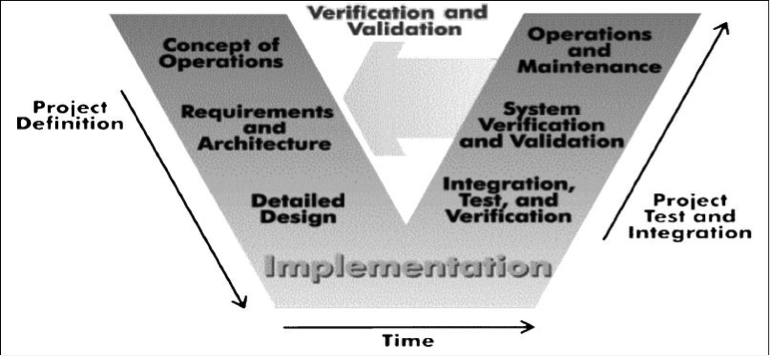 Verification and
Validation
Concept of
Operations
Operations
and
Maintenance
Project
Definition
Requirements
and
Architecture
System
Verification
and Validation
Detailed
Design
Integration,
Test, and
Verification
Project
Test and
Integration
Implementation
Time